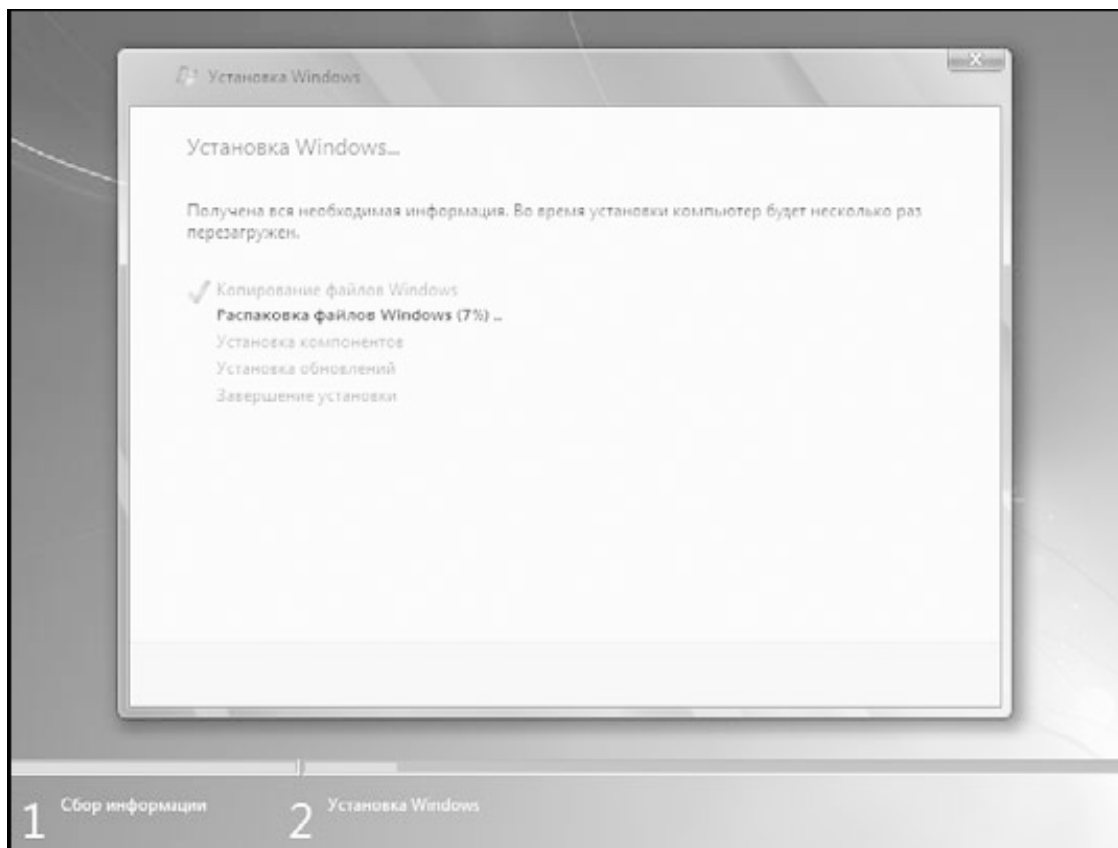 Установка Windows
Установка Windows...
Получена вся необходимая информация. Во время установки компьютер будет несколько раз
перезагружен.
Копирование файлов Windows
Распаковка файлов Windows (7%) ...
Установка компонентов
Установка обновлений
Завершение установки
1 Сбор информации
2 Установка Windows